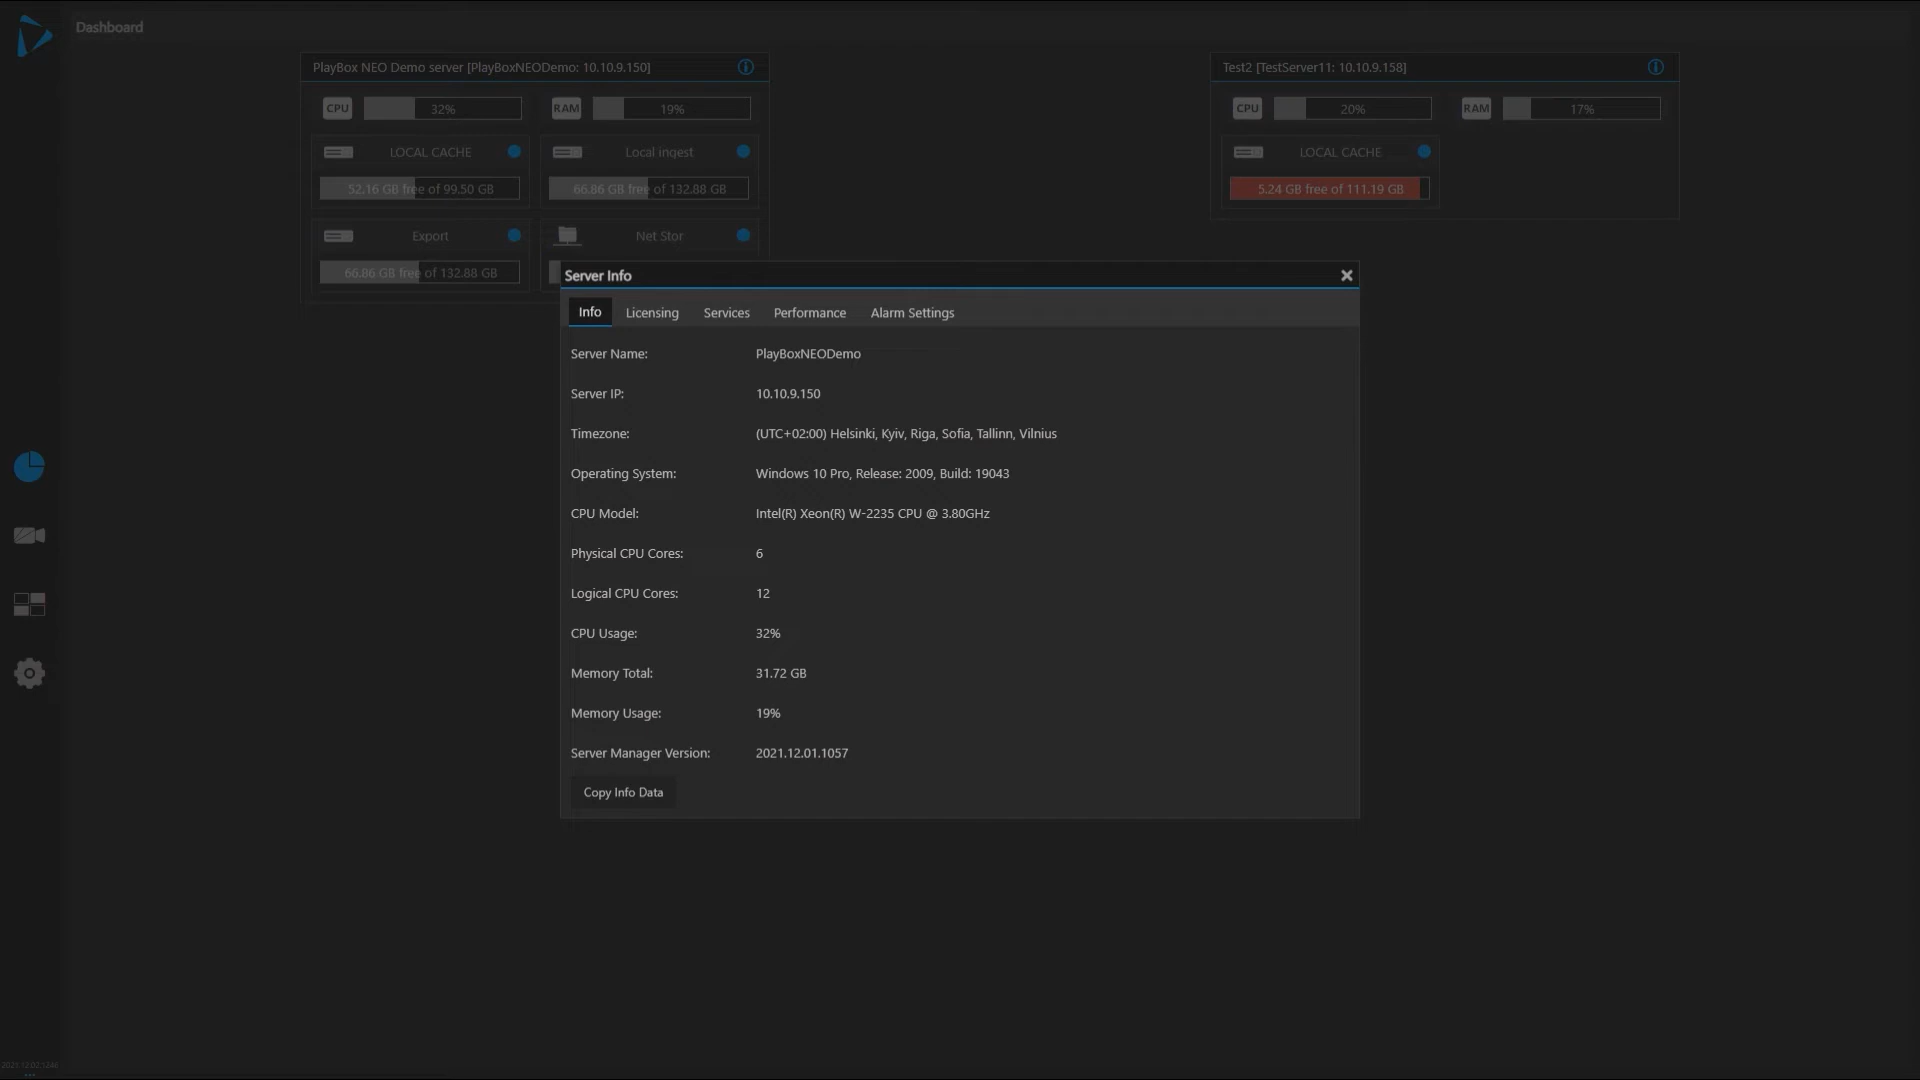 Dashboard
PlayBox NEO Demo server [PlayBoxNEODemo: 10.10.9.150]
CPU 32% RAM 19%
LOCAL CACHE Local ingest
52.16 GB free of 99.50 GB 66.86 GB free of 132.88 GB
Export Net Stor
66.86 GB free of 132.88 GB
Test2 [TestServer11: 10.10.9.158]
CPU 20% RAM 17%
LOCAL CACHE
5.24 GB free of 111.19 GB
Server Info
Info Licensing Services Performance Alarm Settings
Server Name: PlayBoxNEODemo
Server IP: 10.10.9.150
Timezone: (UTC+02:00) Helsinki, Kyiv, Riga, Sofia, Tallinn, Vilnius
Operating System: Windows 10 Pro, Release: 2009, Build: 19043
CPU Model: Intel(R) Xeon(R) W-2235 CPU @ 3.80GHz
Physical CPU Cores: 6
Logical CPU Cores: 12
CPU Usage: 32%
Memory Total: 31.72 GB
Memory Usage: 19%
Server Manager Version: 2021.12.01.1057
Copy Info Data